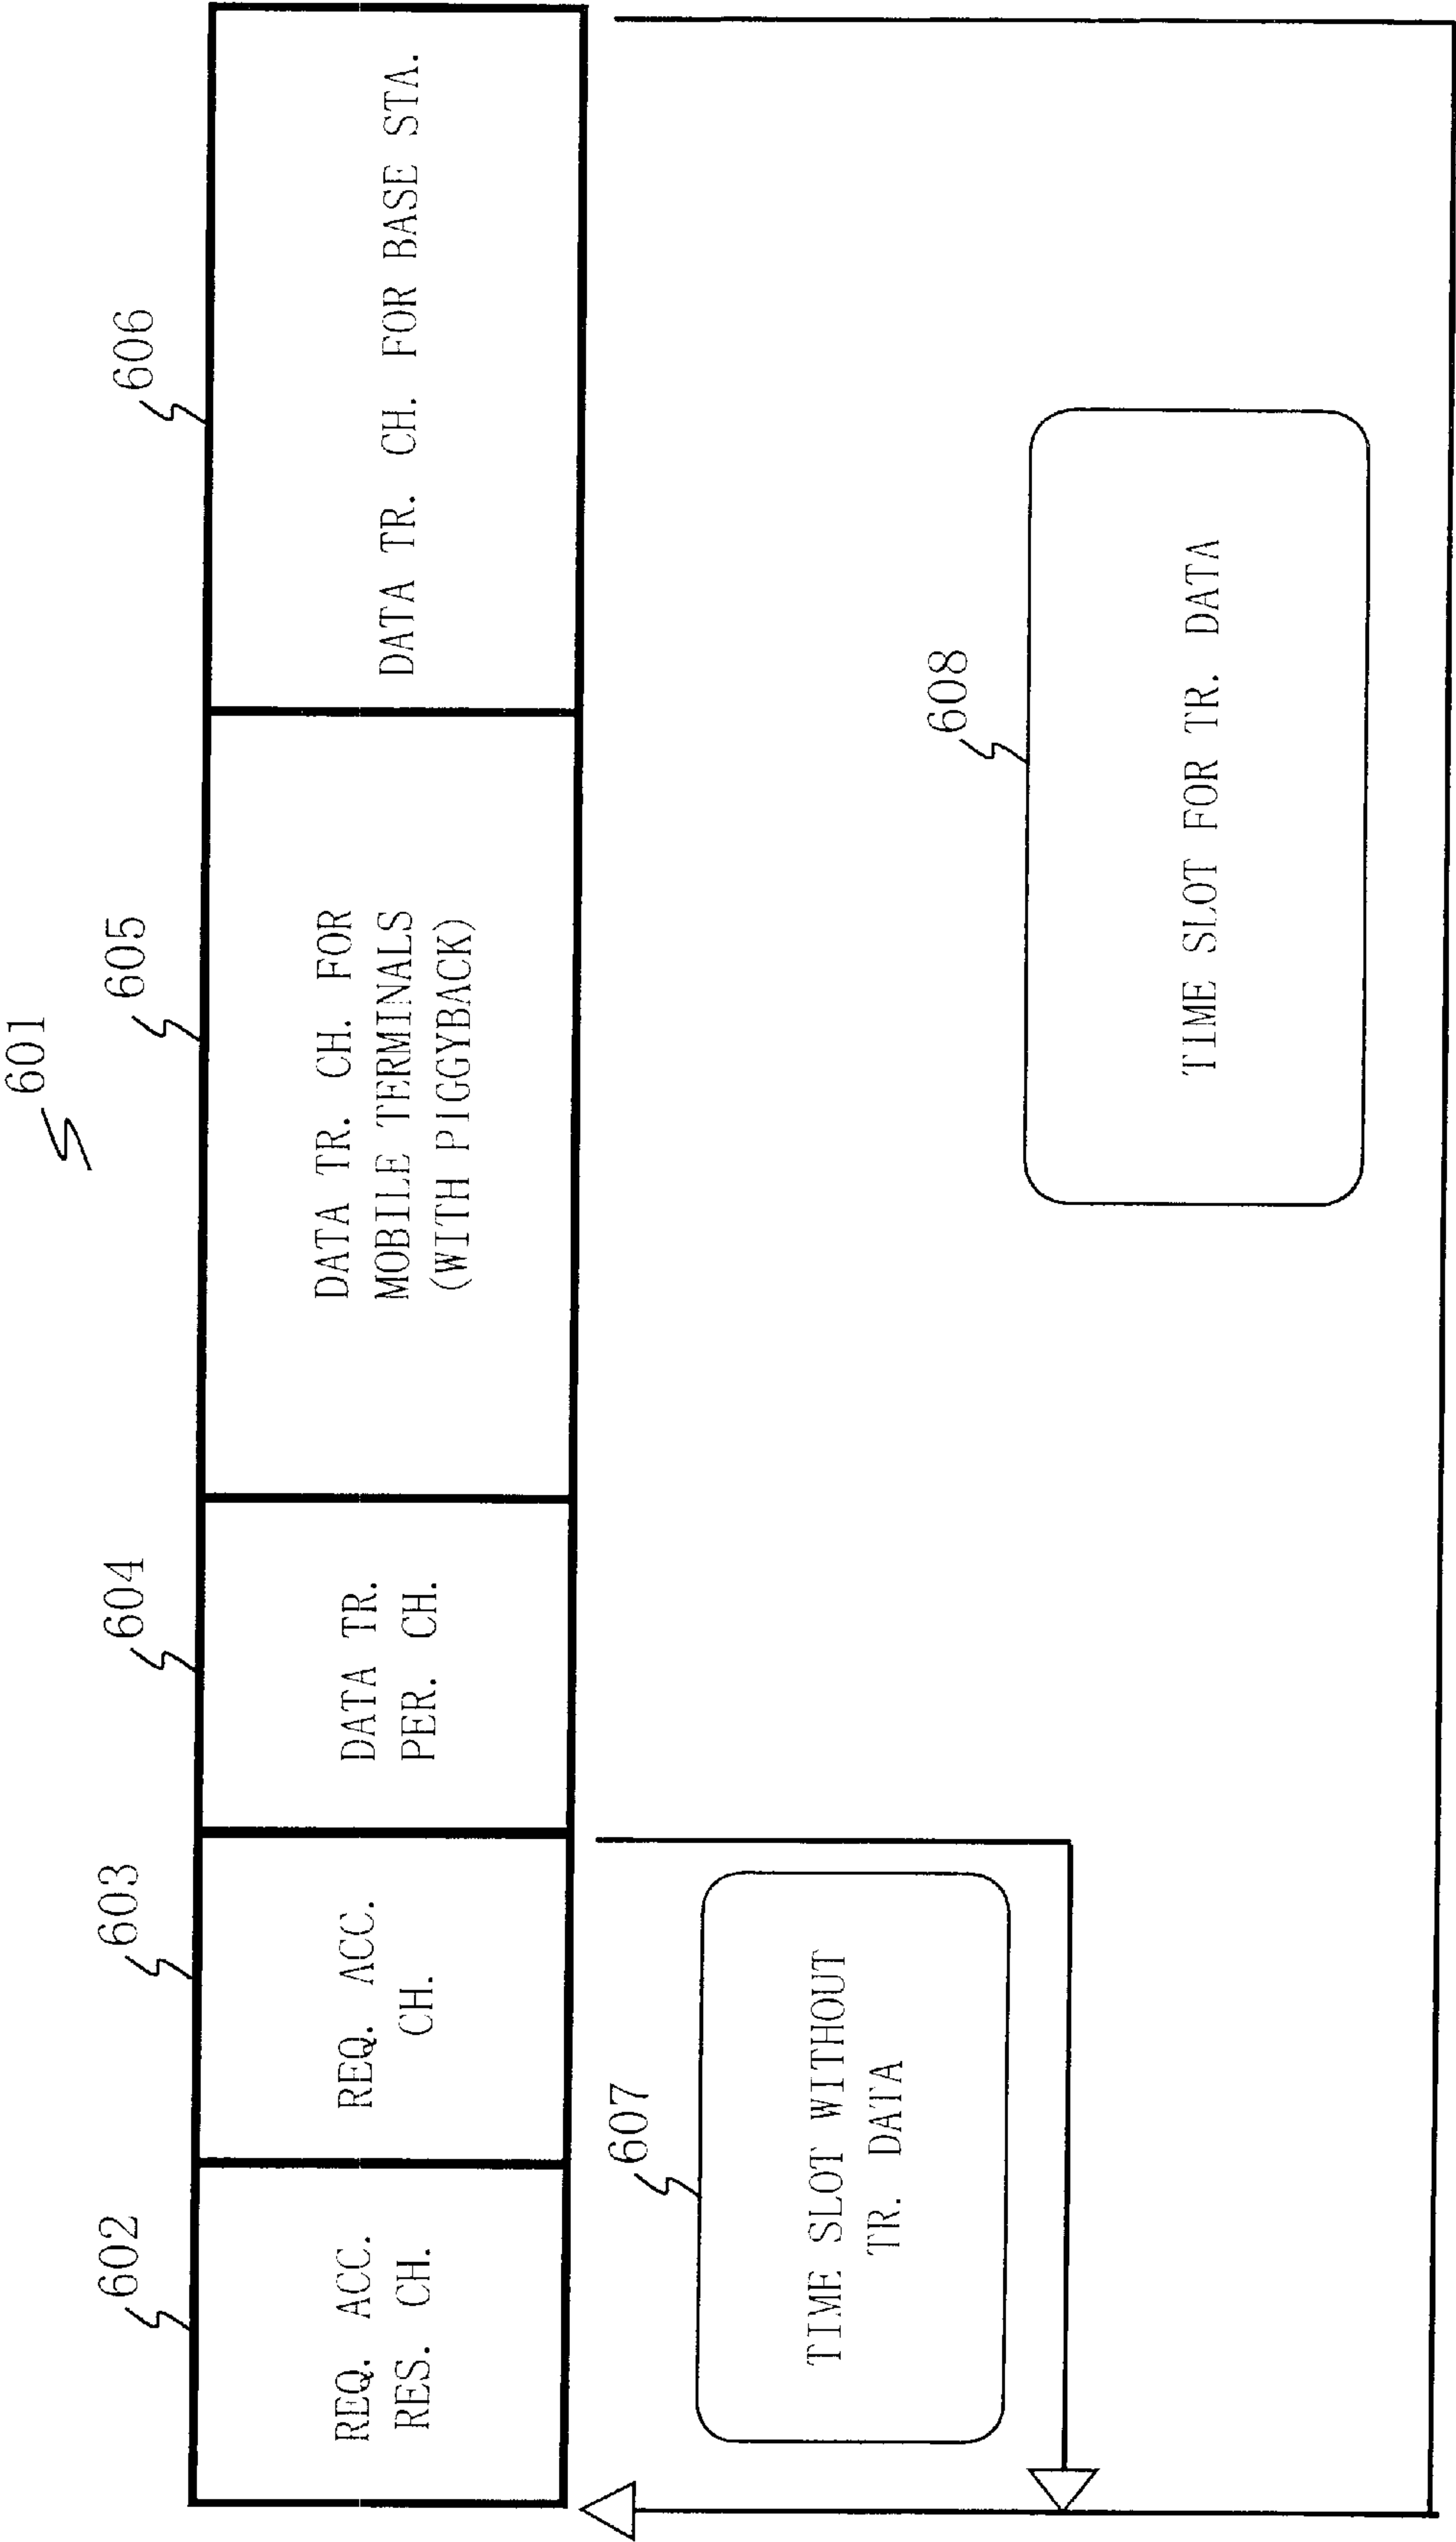 601
602
603
604
605
606
REQ. ACC.
RES. CH.
REQ. ACC.
CH.
DATA TR.
PER. CH.
DATA TR. CH. FOR
MOBILE TERMINALS
(WITH PIGGYBACK)
DATA TR. CH. FOR BASE STA.
607
TIME SLOT WITHOUT
TR. DATA
608
TIME SLOT FOR TR. DATA